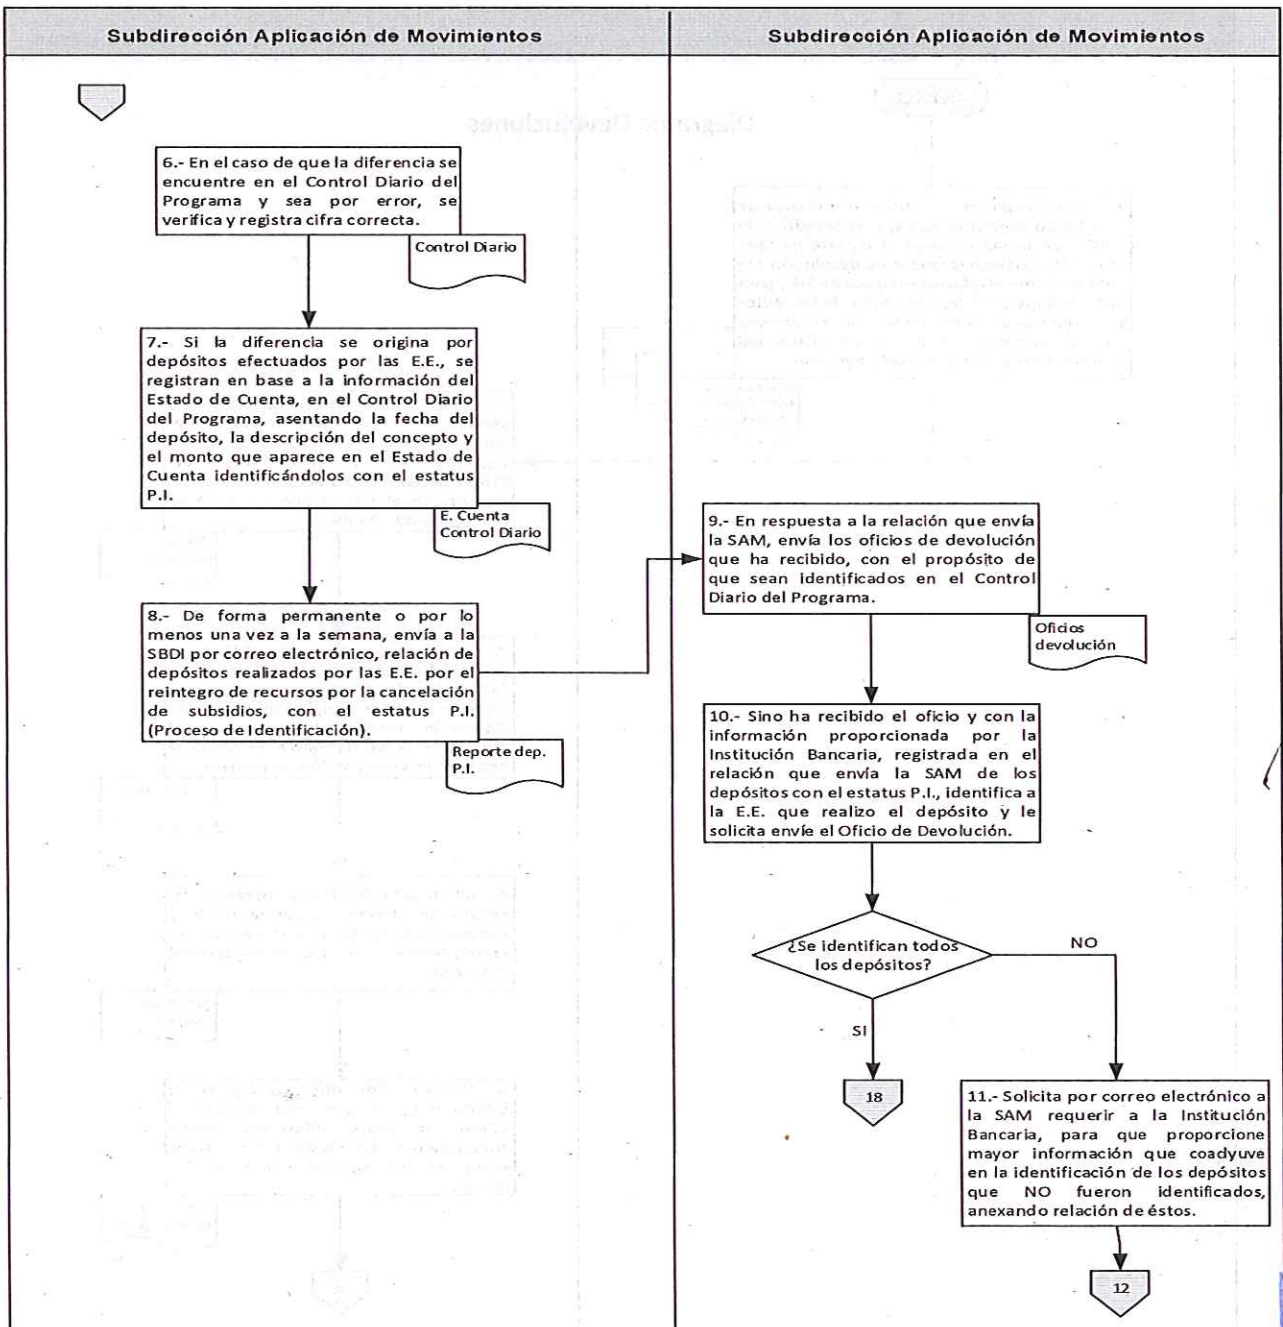 Subdirección Aplicación de Movimientos
Subdirección Aplicación de Movimientos
Diagrama Devoluciones
6.- En el caso de que la diferencia se
encuentre en el Control Diario del
Programa y sea por error, se
verifica y registra cifra correcta.
Control Diario
7.- Si la diferencia se origina por
depósitos efectuados por las E.E., se
registran en base a la información del
Estado de Cuenta, en el Control Diario
del Programa, asentando la fecha del
depósito, la descripción del concepto y
el monto que aparece en el Estado de
Cuenta identificándolos con el estatus
P.I.
E. Cuenta
Control Diario
8.- De forma permanente o por lo
menos una vez a la semana, envía a la
SBDI por correo electrónico, relación de
depósitos realizados por las E.E. por el
reintegro de recursos por la cancelación
de subsidios, con el estatus P.I.
(Proceso de Identificación).
Reporte dep.
P.I.
9.- En respuesta a la relación que envía
la SAM, envía los oficios de devolución
que ha recibido, con el propósito de
que sean identificados en el Control
Diario del Programa.
Oficios
devolución
10.- Sino ha recibido el oficio y con la
información proporcionada por la
Institución Bancaria, registrada en el
relación que envía la SAM de los
depósitos con el estatus P.I., identifica a
la E.E. que realizo el depósito y le
solicita envíe el Oficio de Devolución.
¿Se identifican todos
los depósitos?
NO
SI
18
11.- Solicita por correo electrónico a
la SAM requerir a la Institución
Bancaria, para que proporcione
mayor información que coadyuve
en la identificación de los depósitos
que NO fueron identificados,
anexando relación de éstos.
12